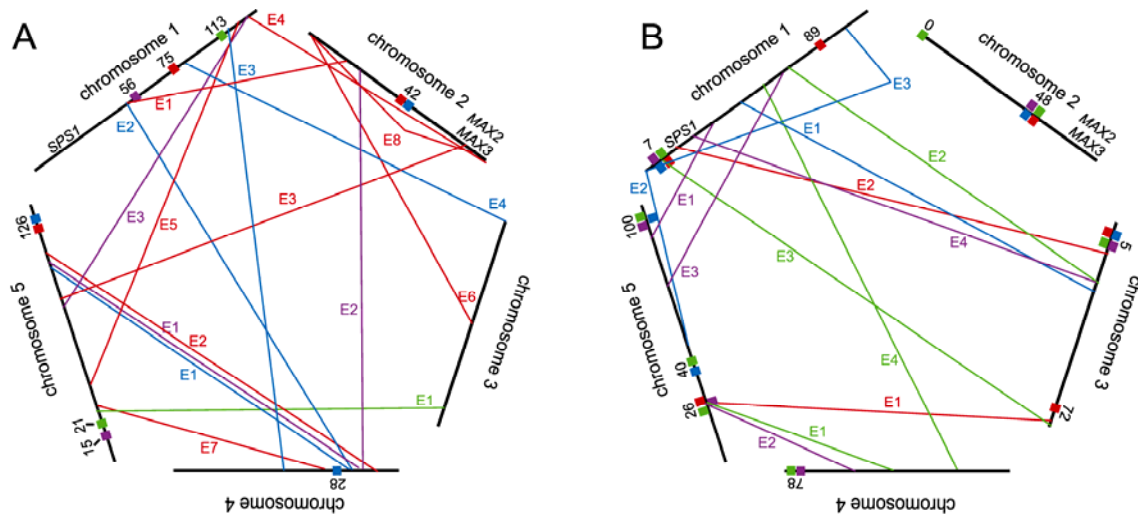 A
chromosome 1
113
75
56
SPS1
E1
E2
E3
E4
42
chromosome 2
MAX2
MAX3
E8
E3
E4
E3
E5
E6
E2
126
chromosome 5
E1
E2
E1
chromosome 3
E1
21
15
E7
28
chromosome 4
B
chromosome 1
89
0
chromosome 2
48
MAX2
MAX3
E3
E1
SPS1
7
E2
E1
E2
E2
E4
100
E3
E3
5
chromosome 5
chromosome 3
40
E4
26
E1
E1
E2
72
78
chromosome 4